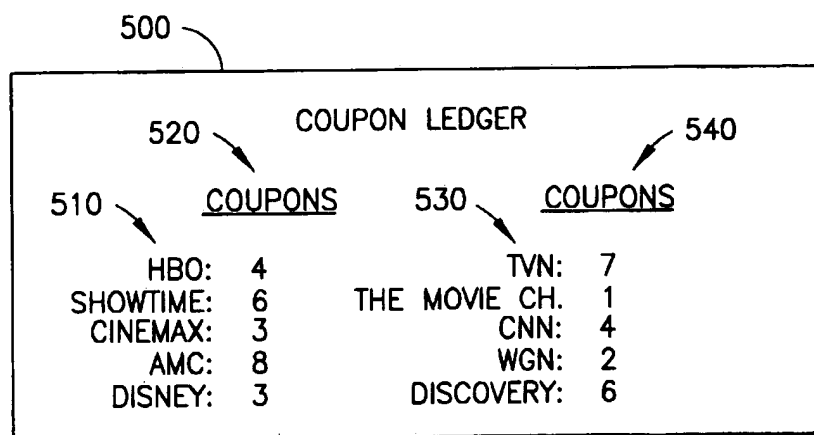 500
COUPON LEDGER
520
540
COUPONS
COUPONS
510
530
HBO: 4
SHOWTIME: 6
CINEMAX: 3
AMC: 8
DISNEY: 3
TVN: 7
THE MOVIE CH. 1
CNN: 4
WGN: 2
DISCOVERY: 6